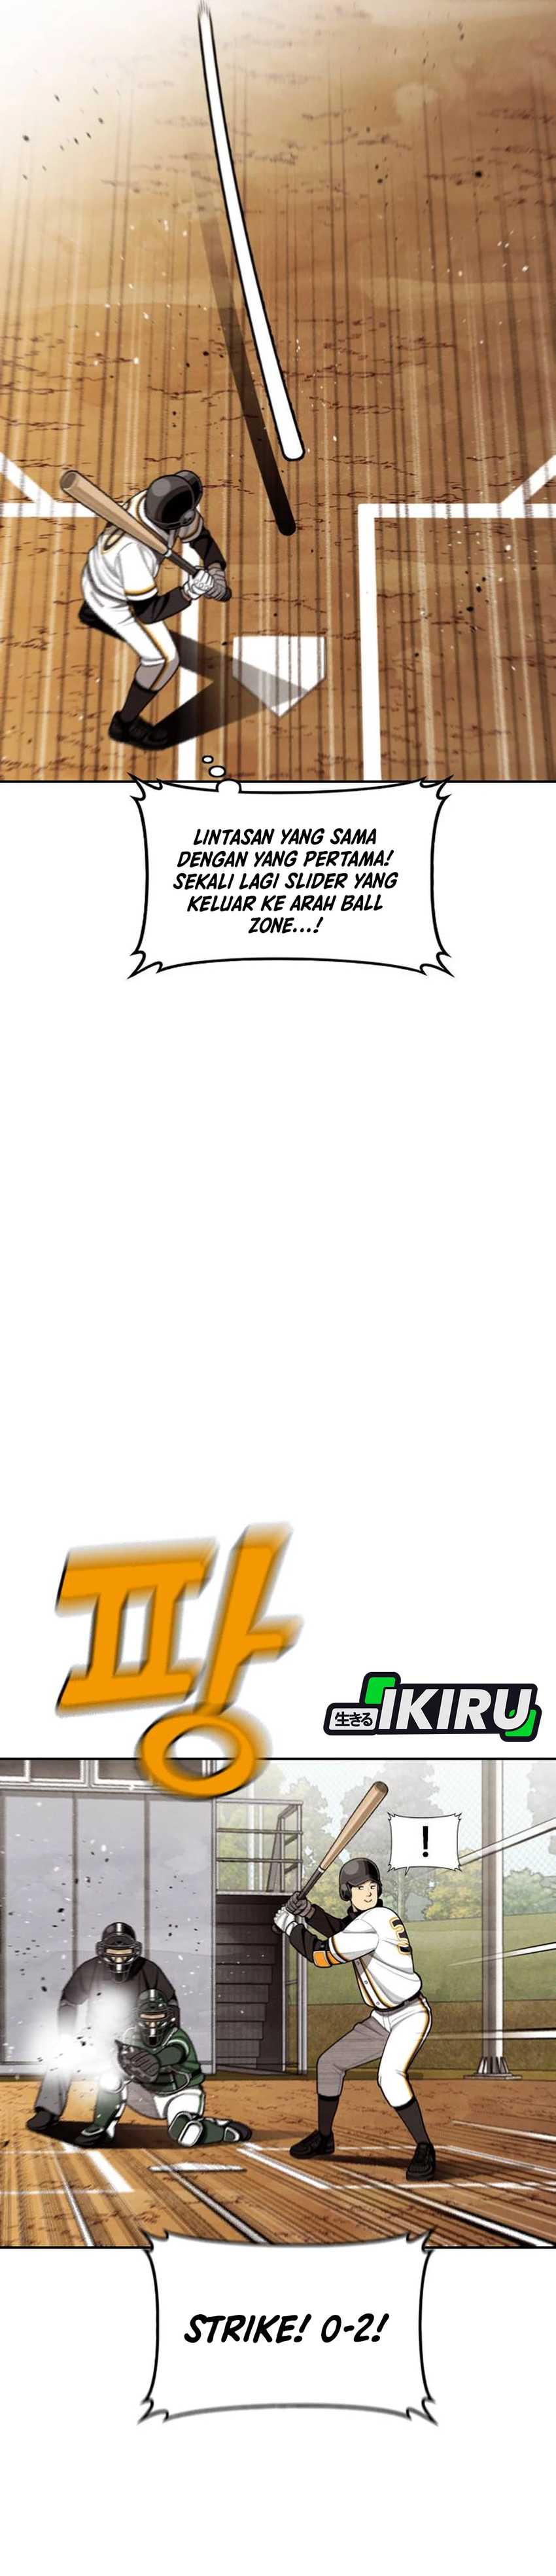 LINTASAN YANG SAMA
DENGAN YANG PERTAMA!
SEKALI LAGI SLIDER YANG
KELUAR KE ARAH BALL
ZONE...!
팡
生きる IKIRU
!
STRIKE! 0-2!